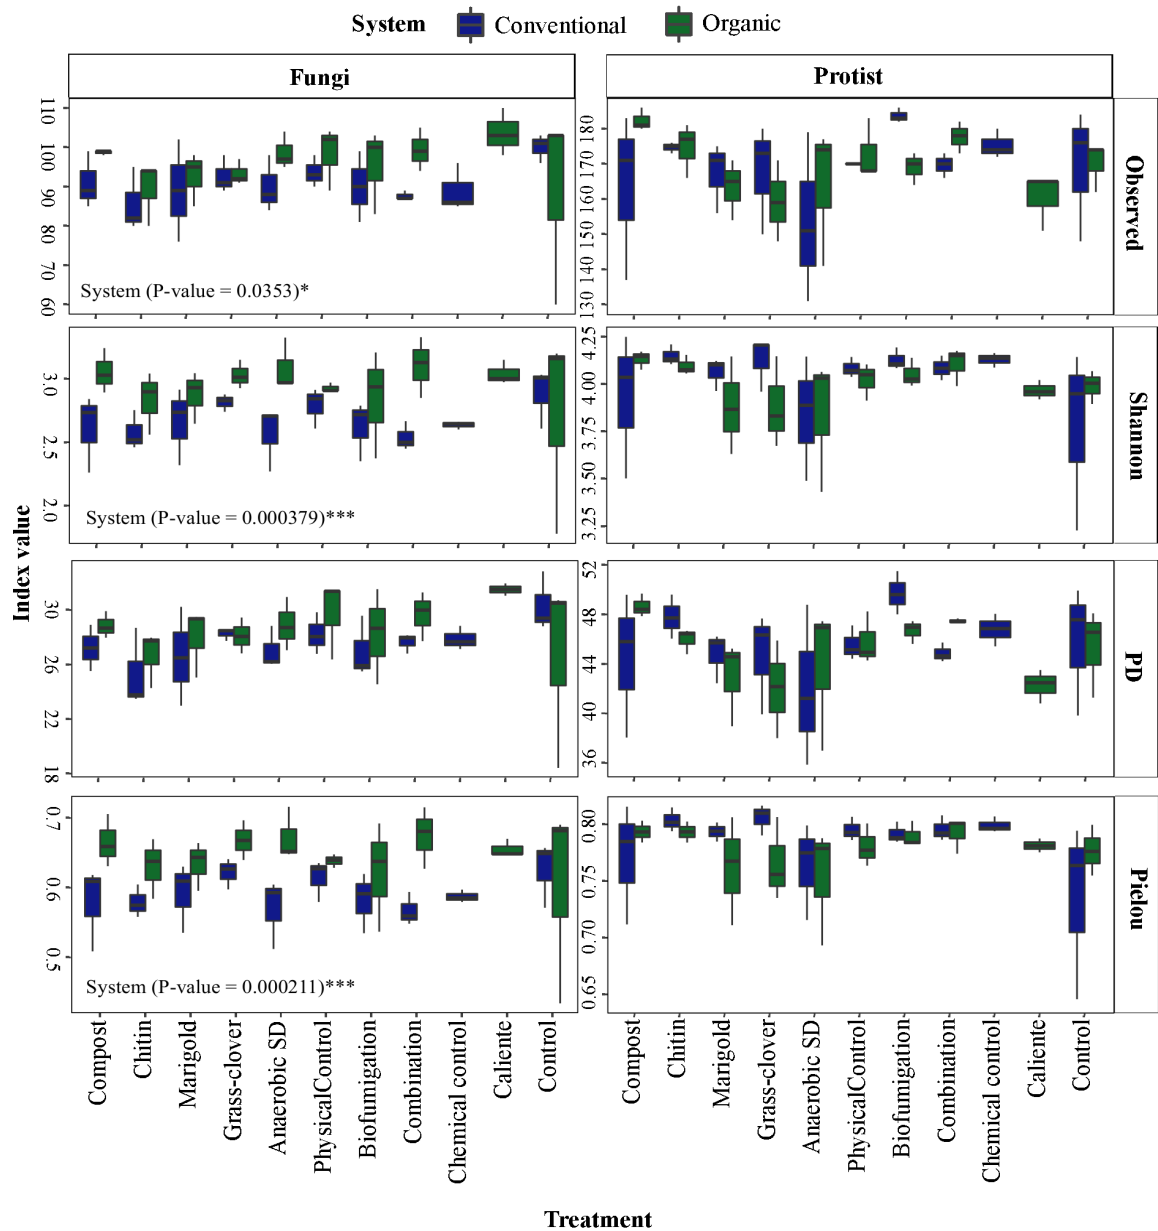 System Conventional Organic
Fungi Protist
110
100
90
80
70
60
180
170
160
150
140
130
Observed
System (P-value = 0.0353)*
3.0
2.5
2.0
4.25
4.00
3.75
3.50
3.25
Shannon
System (P-value = 0.000379)***
Index value
30
26
22
18
52
48
44
40
36
PD
0.7
0.6
0.5
0.80
0.75
0.70
0.65
Pielou
System (P-value = 0.000211)***
Compost
Chitin
Marigold
Grass-clover
Anaerobic SD
PhysicalControl
Biofumigation
Combination
Chemical control
Caliente
Control
Compost
Chitin
Marigold
Grass-clover
Anaerobic SD
PhysicalControl
Biofumigation
Combination
Chemical control
Caliente
Control
Treatment